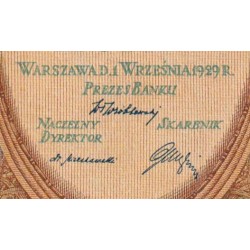 WARSZAWA D. 1 WRZEŚNIA 1929 R.
PREZES BANKU
NACZELNY SKARBNIK
DYREKTOR